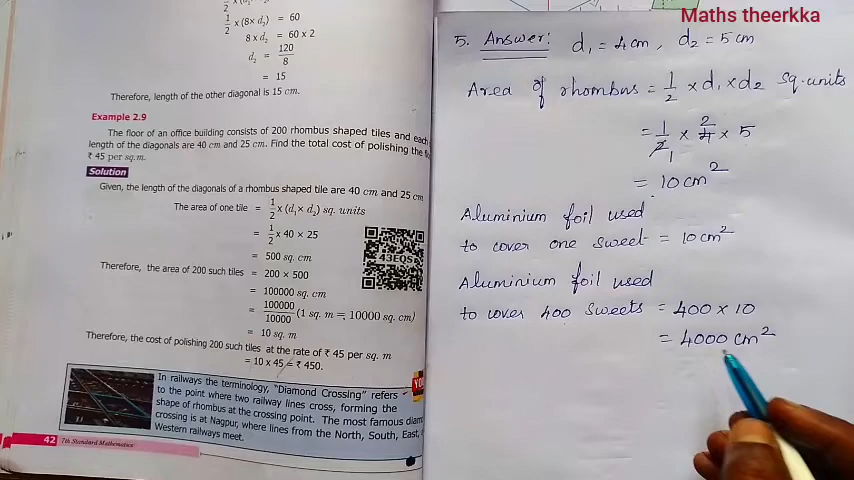 Maths theerkka
1/2 x (8x d₂) = 60
8 x d₂ = 60 x 2
d₂ = 120/8
= 15
Therefore, length of the other diagonal is 15 cm.
Example 2.9
The floor of an office building consists of 200 rhombus shaped tiles and each
length of the diagonals are 40 cm and 25 cm. Find the total cost of polishing the
₹ 45 per sq.m.
Solution
Given, the length of the diagonals of a rhombus shaped tile are 40 cm and 25 cm
The area of one tile = 1/2 x (d₁ x d₂) sq. units
= 1/2 x 40 x 25
= 500 sq. cm
43EQS
Therefore, the area of 200 such tiles = 200 x 500
= 100000 sq. cm
= 100000/10000 (1 sq. m = 10000 sq. cm)
= 10 sq. m
Therefore, the cost of polishing 200 such tiles at the rate of ₹ 45 per sq. m
= 10 x 45 = ₹ 450.
In railways the terminology, "Diamond Crossing" refers
to the point where two railway lines cross, forming the
shape of rhombus at the crossing point. The most famous
crossing is at Nagpur, where lines from the North, South, East,
Western railways meet.
42 7th Standard Mathematics
5. Answer: d₁ = 4cm, d₂ = 5cm
Area of rhombus = 1/2 x d₁ x d₂ sq.units
= 1/2 x 4 x 5
= 10 cm²
Aluminium foil used
to cover one sweet = 10cm²
Aluminium foil used
to cover 400 sweets = 400 x 10
= 4000 cm²